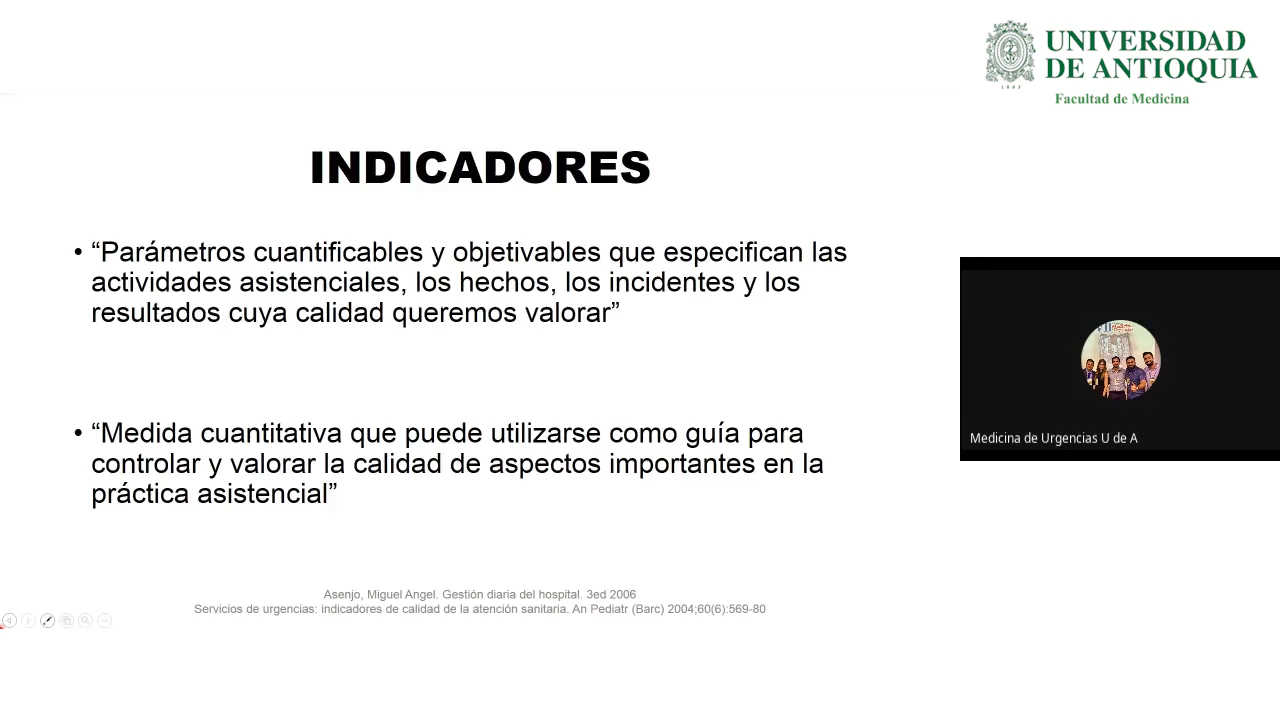 UNIVERSIDAD
DE ANTIOQUIA
1803
Facultad de Medicina
INDICADORES
• “Parámetros cuantificables y objetivables que especifican las
actividades asistenciales, los hechos, los incidentes y los
resultados cuya calidad queremos valorar”
• “Medida cuantitativa que puede utilizarse como guía para
controlar y valorar la calidad de aspectos importantes en la
práctica asistencial”
Medicina de Urgencias U de A
Asenjo, Miguel Angel. Gestión diaria del hospital. 3ed 2006
Servicios de urgencias: indicadores de calidad de la atención sanitaria. An Pediatr (Barc) 2004;60(6):569-80